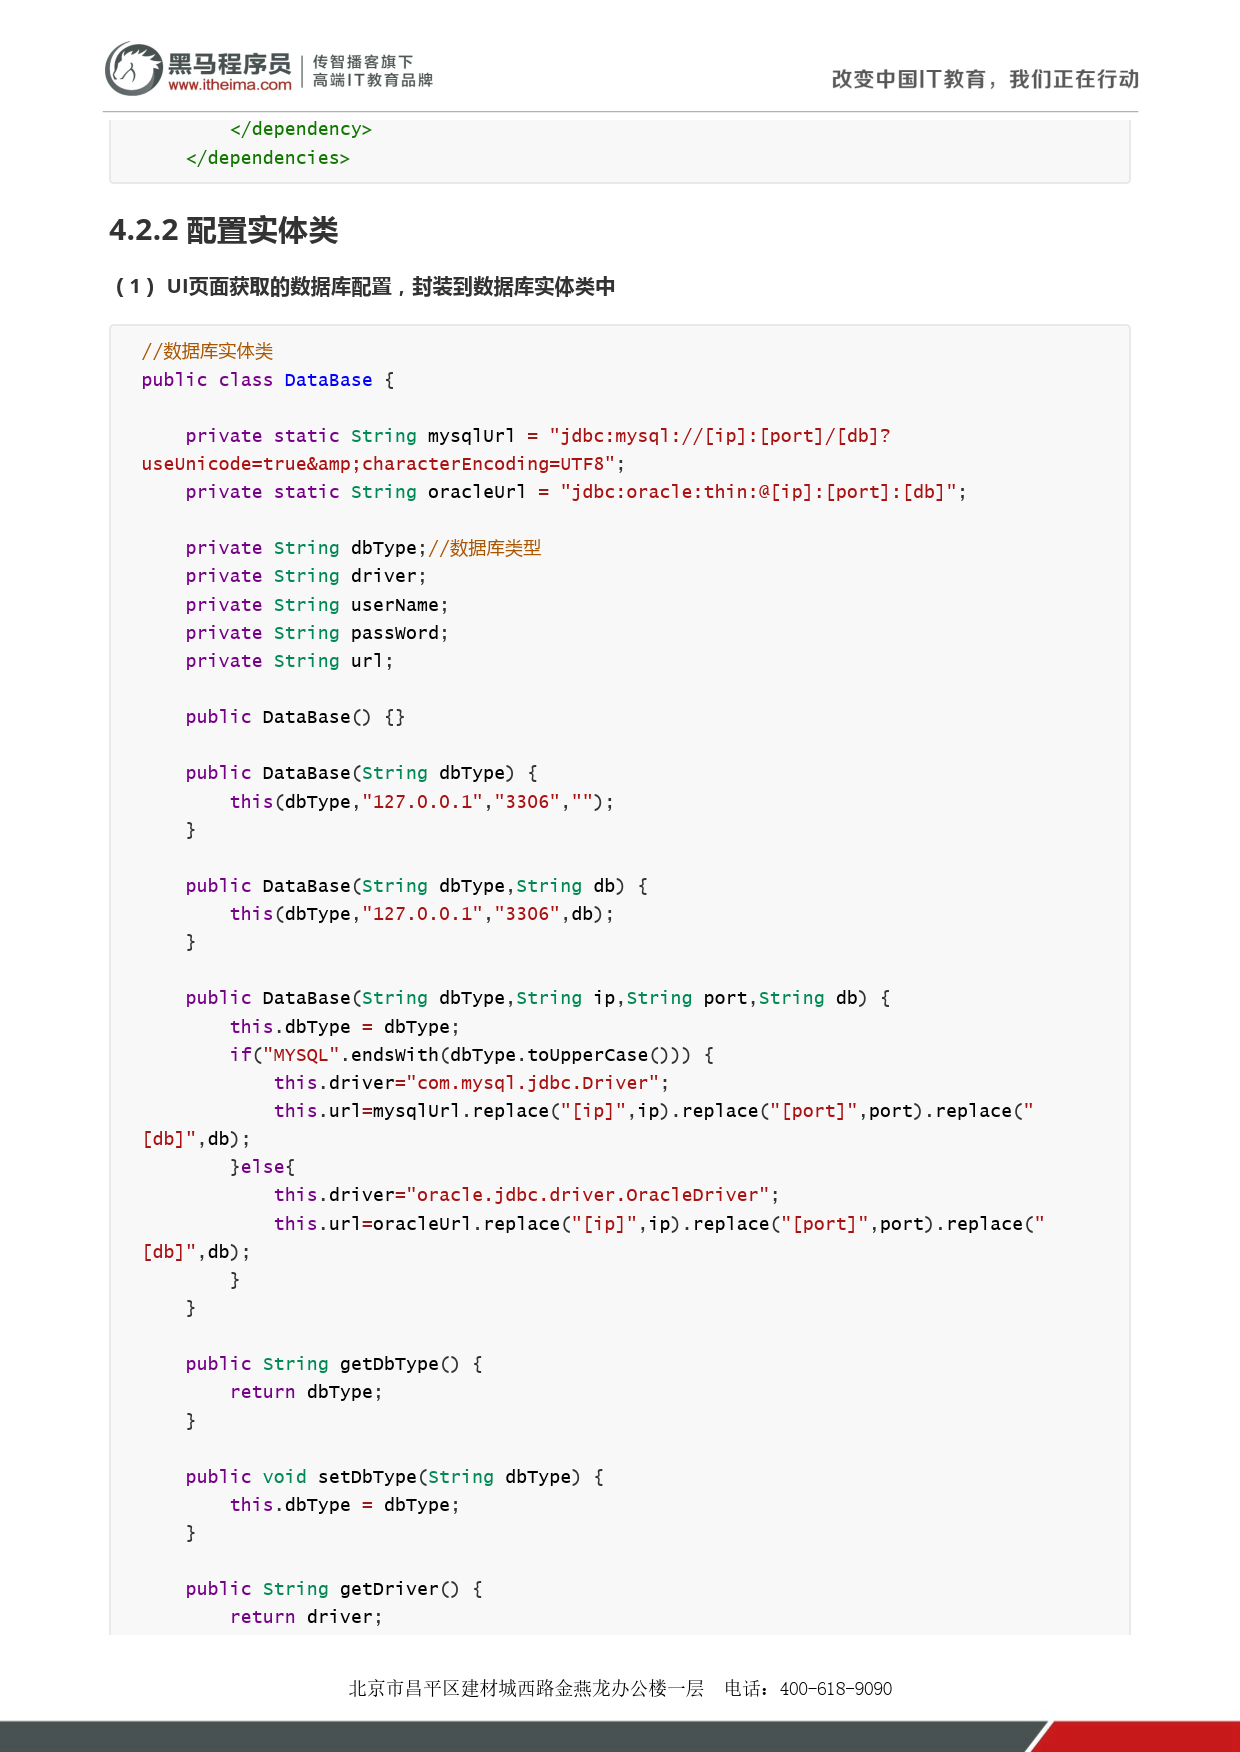 黑马程序员
www.itheima.com
传智播客旗下
高端IT教育品牌
改变中国IT教育，我们正在行动
        </dependency>
    </dependencies>
4.2.2 配置实体类
（1） UI页面获取的数据库配置，封装到数据库实体类中
//数据库实体类
public class DataBase {
    private static String mysqlUrl = "jdbc:mysql://[ip]:[port]/[db]?
useUnicode=true&amp;characterEncoding=UTF8";
    private static String oracleUrl = "jdbc:oracle:thin:@[ip]:[port]:[db]";
    private String dbType;//数据库类型
    private String driver;
    private String userName;
    private String passWord;
    private String url;
    public DataBase() {}
    public DataBase(String dbType) {
        this(dbType,"127.0.0.1","3306","");
    }
    public DataBase(String dbType,String db) {
        this(dbType,"127.0.0.1","3306",db);
    }
    public DataBase(String dbType,String ip,String port,String db) {
        this.dbType = dbType;
        if("MYSQL".endsWith(dbType.toUpperCase())) {
            this.driver="com.mysql.jdbc.Driver";
            this.url=mysqlUrl.replace("[ip]",ip).replace("[port]",port).replace("
[db]",db);
        }else{
            this.driver="oracle.jdbc.driver.OracleDriver";
            this.url=oracleUrl.replace("[ip]",ip).replace("[port]",port).replace("
[db]",db);
        }
    }
    public String getDbType() {
        return dbType;
    }
    public void setDbType(String dbType) {
        this.dbType = dbType;
    }
    public String getDriver() {
        return driver;
北京市昌平区建材城西路金燕龙办公楼一层  电话：400-618-9090